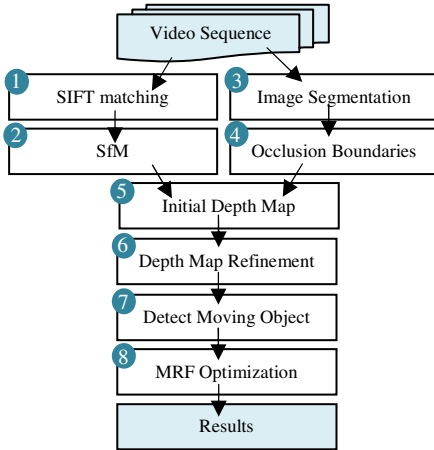 Video Sequence
1 SIFT matching
3 Image Segmentation
2 SfM
4 Occlusion Boundaries
5 Initial Depth Map
6 Depth Map Refinement
7 Detect Moving Object
8 MRF Optimization
Results